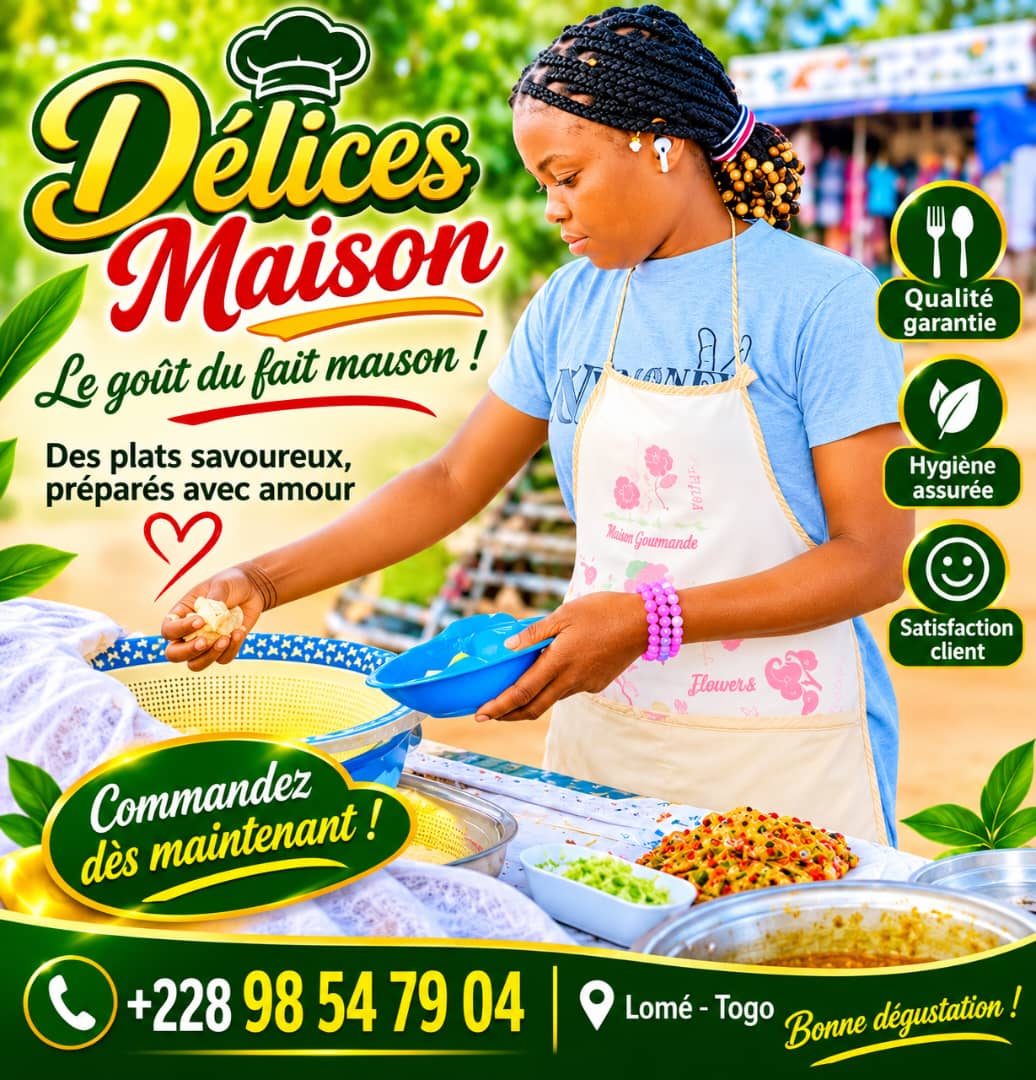 Délices
Maison
Le goût du fait maison !
Des plats savoureux,
préparés avec amour
Qualité
garantie
Hygiène
assurée
Satisfaction
client
Maison Gourmande
Flowers
Commandez
dès maintenant !
+228 98 54 79 04
Lomé - Togo
Bonne dégustation !